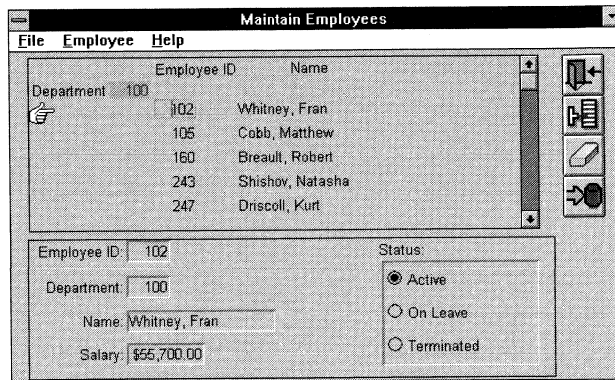 Maintain Employees
File Employee Help
Employee ID Name
Department 100
102 Whitney, Fran
105 Cobb, Matthew
160 Breault, Robert
243 Shishov, Natasha
247 Driscoll, Kurt
Employee ID: 102
Department: 100
Name: Whitney, Fran
Salary: $55,700.00
Status:
Active
On Leave
Terminated